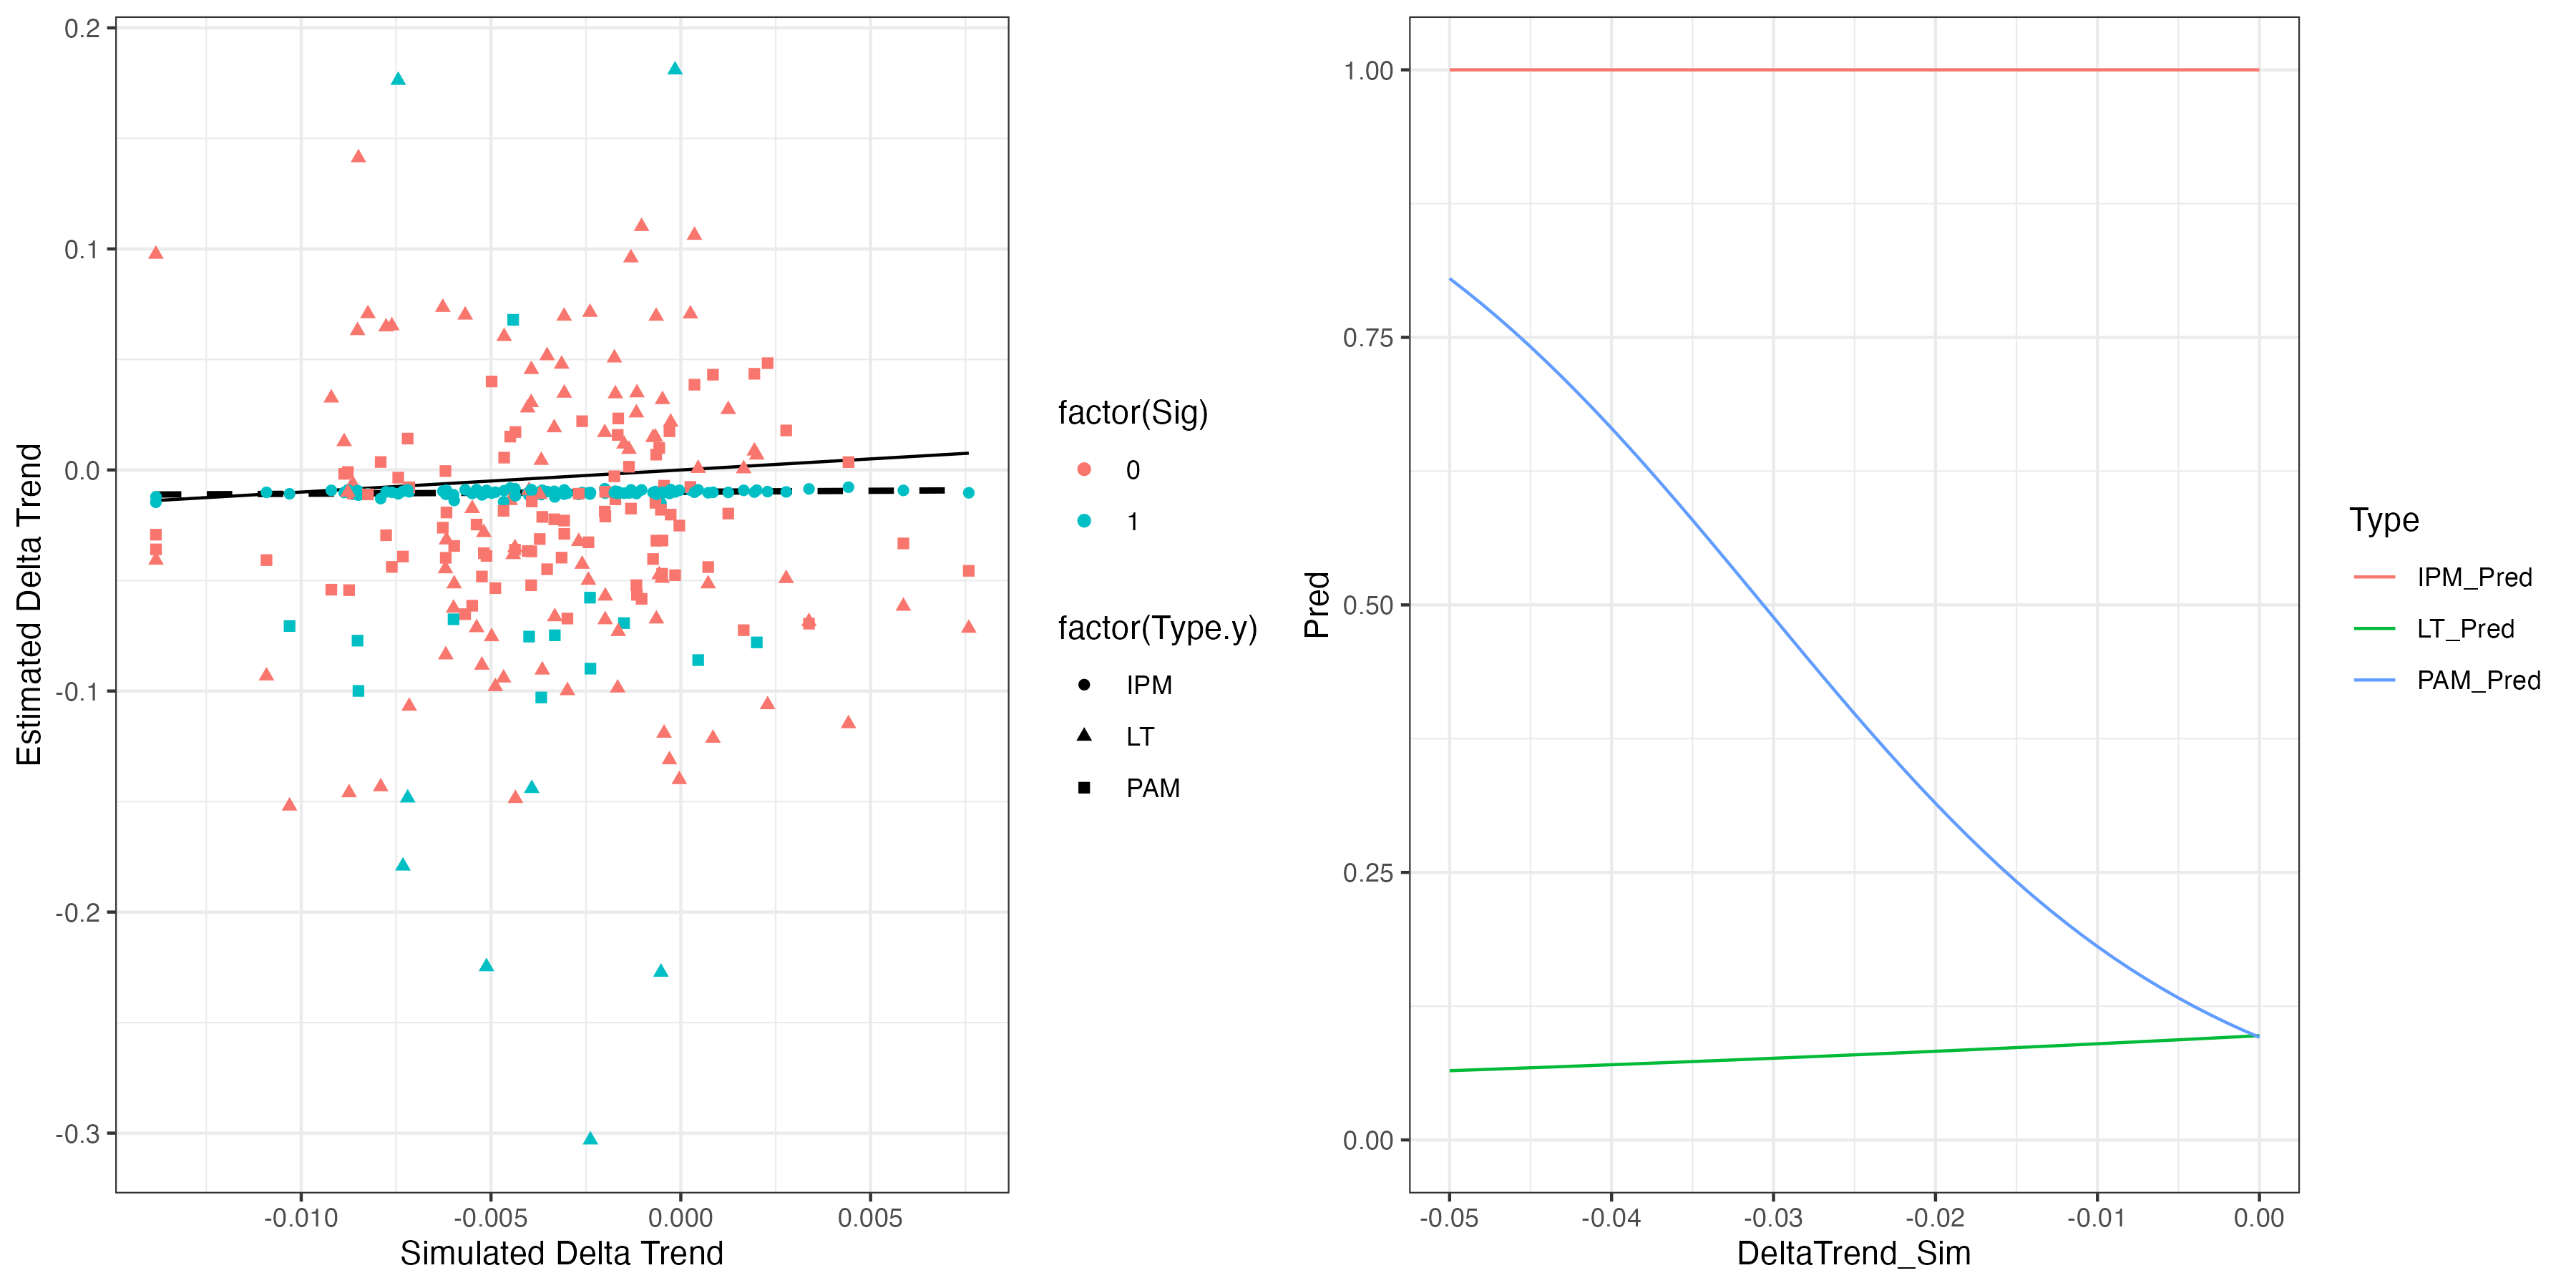 0.2
0.1
0.0
-0.1
-0.2
-0.3
Estimated Delta Trend
-0.010
-0.005
0.000
0.005
Simulated Delta Trend
factor(Sig)
0
1
factor(Type.y)
IPM
LT
PAM
1.00
0.75
0.50
0.25
0.00
Pred
-0.05
-0.04
-0.03
-0.02
-0.01
0.00
DeltaTrend_Sim
Type
IPM_Pred
LT_Pred
PAM_Pred